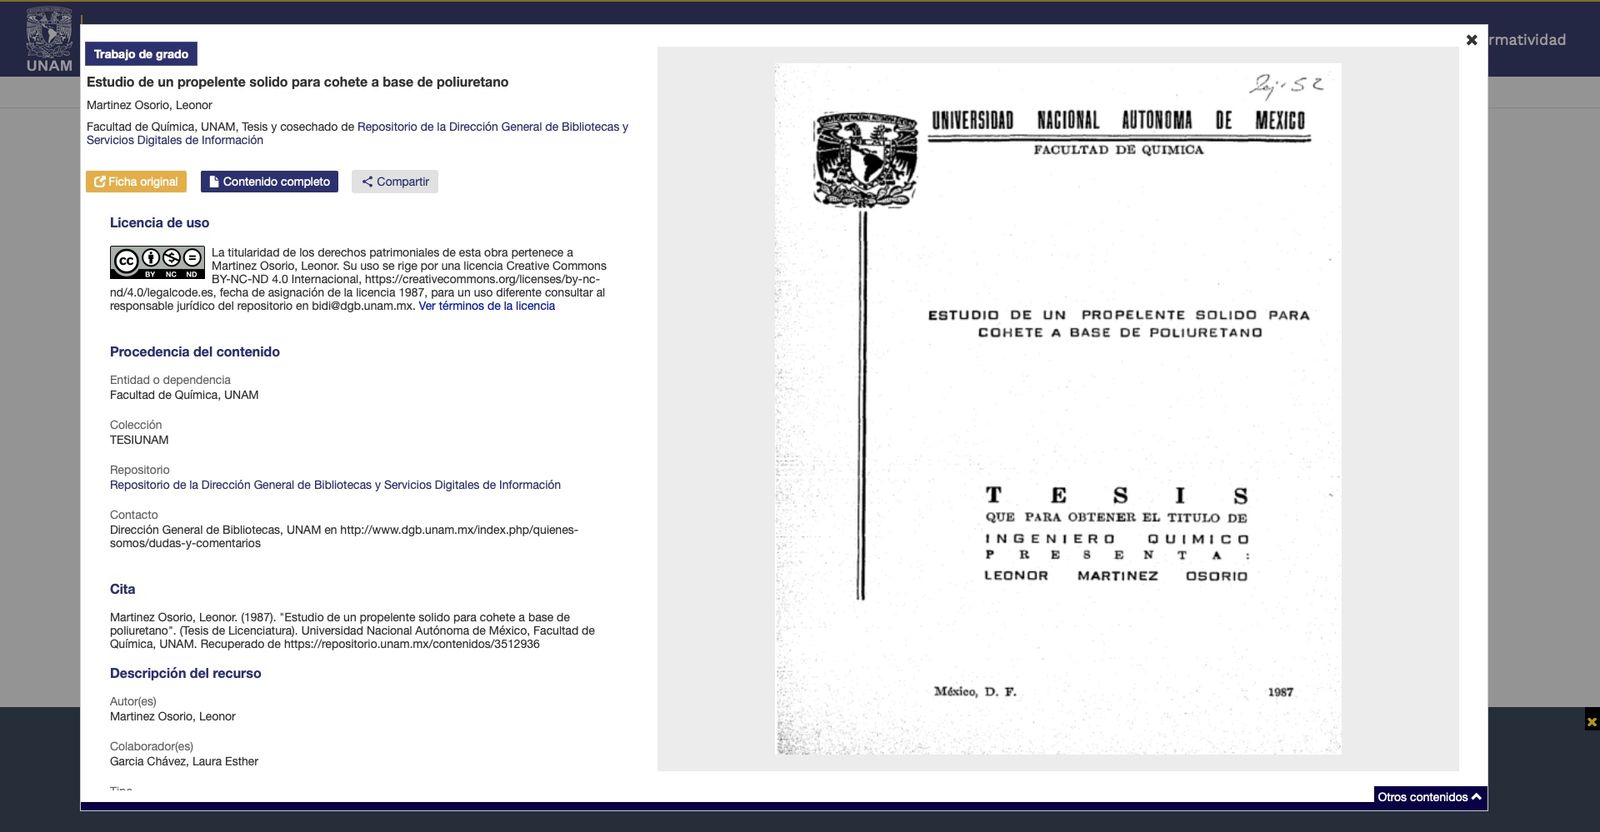 UNAM
rmatividad
Trabajo de grado
Estudio de un propelente solido para cohete a base de poliuretano
Martinez Osorio, Leonor
Facultad de Química, UNAM, Tesis y cosechado de Repositorio de la Dirección General de Bibliotecas y
Servicios Digitales de Información
Ficha original
Contenido completo
Compartir
Licencia de uso
cc BY NC ND
La titularidad de los derechos patrimoniales de esta obra pertenece a
Martinez Osorio, Leonor. Su uso se rige por una licencia Creative Commons
BY-NC-ND 4.0 Internacional, https://creativecommons.org/licenses/by-nc-
nd/4.0/legalcode.es, fecha de asignación de la licencia 1987, para un uso diferente consultar al
responsable jurídico del repositorio en bidi@dgb.unam.mx. Ver términos de la licencia
Procedencia del contenido
Entidad o dependencia
Facultad de Química, UNAM
Colección
TESIUNAM
Repositorio
Repositorio de la Dirección General de Bibliotecas y Servicios Digitales de Información
Contacto
Dirección General de Bibliotecas, UNAM en http://www.dgb.unam.mx/index.php/quienes-
somos/dudas-y-comentarios
Cita
Martinez Osorio, Leonor. (1987). "Estudio de un propelente solido para cohete a base de
poliuretano". (Tesis de Licenciatura). Universidad Nacional Autónoma de México, Facultad de
Química, UNAM. Recuperado de https://repositorio.unam.mx/contenidos/3512936
Descripción del recurso
Autor(es)
Martinez Osorio, Leonor
Colaborador(es)
Garcia Chávez, Laura Esther
UNIVERSIDAD NACIONAL AUTONOMA DE MEXICO
FACULTAD DE QUIMICA
ESTUDIO DE UN PROPELENTE SOLIDO PARA
COHETE A BASE DE POLIURETANO
T E S I S
QUE PARA OBTENER EL TITULO DE
INGENIERO QUIMICO
P R E S E N T A :
LEONOR MARTINEZ OSORIO
México, D. F. 1987
Otros contenidos